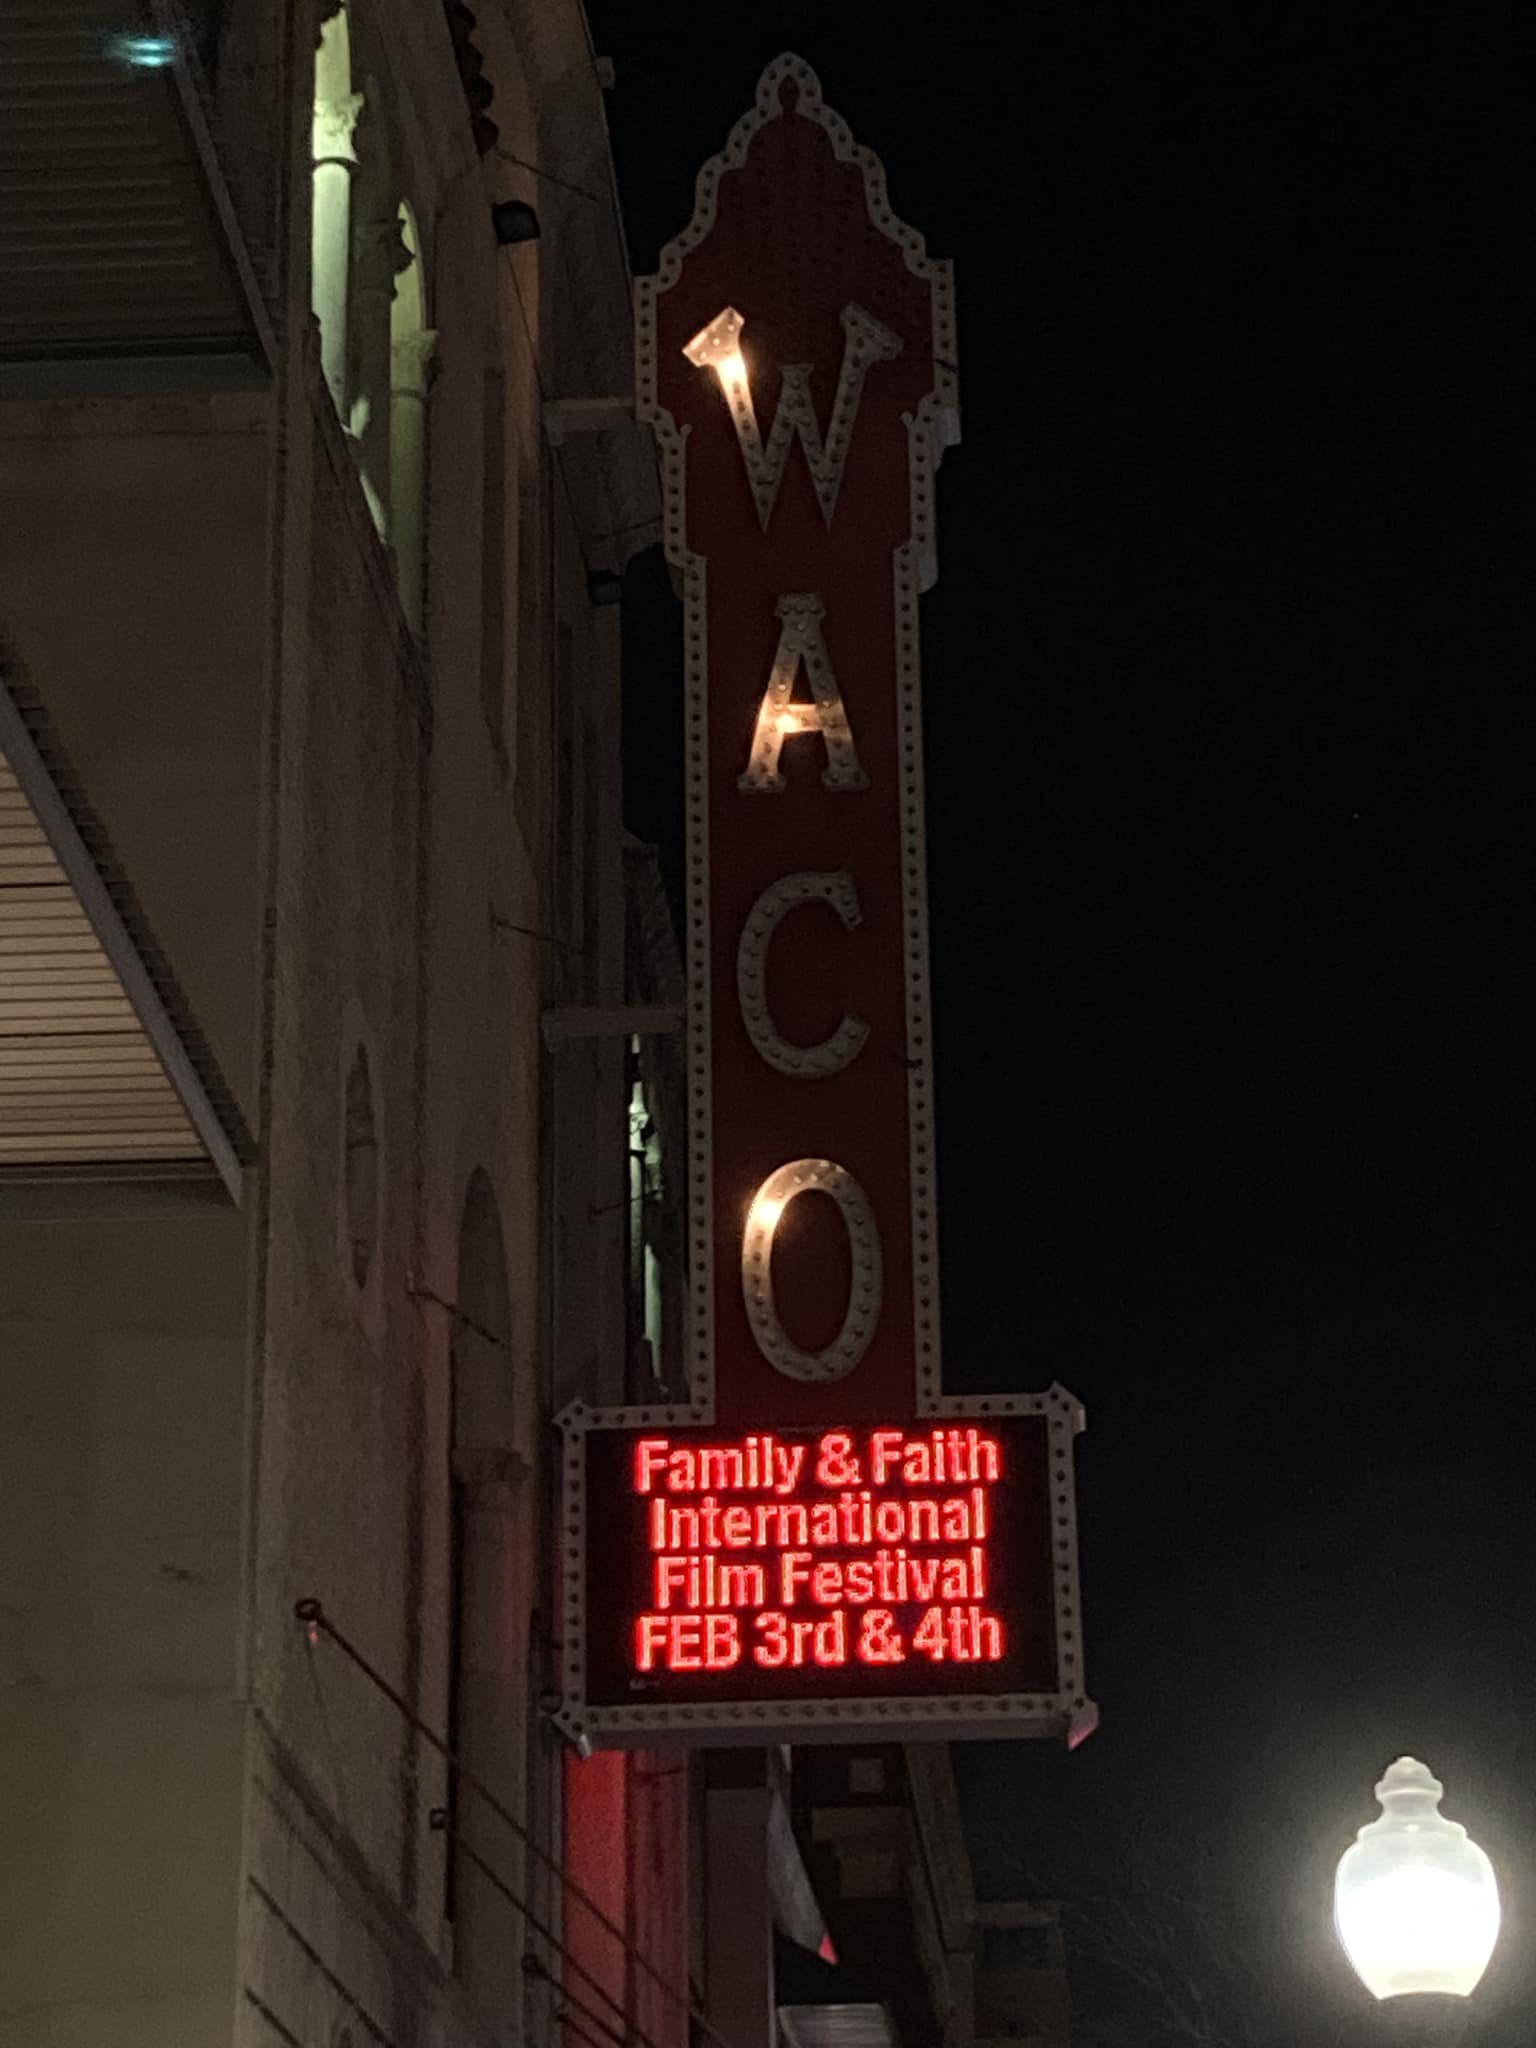 WACO
Family & Faith
International
Film Festival
FEB 3rd & 4th